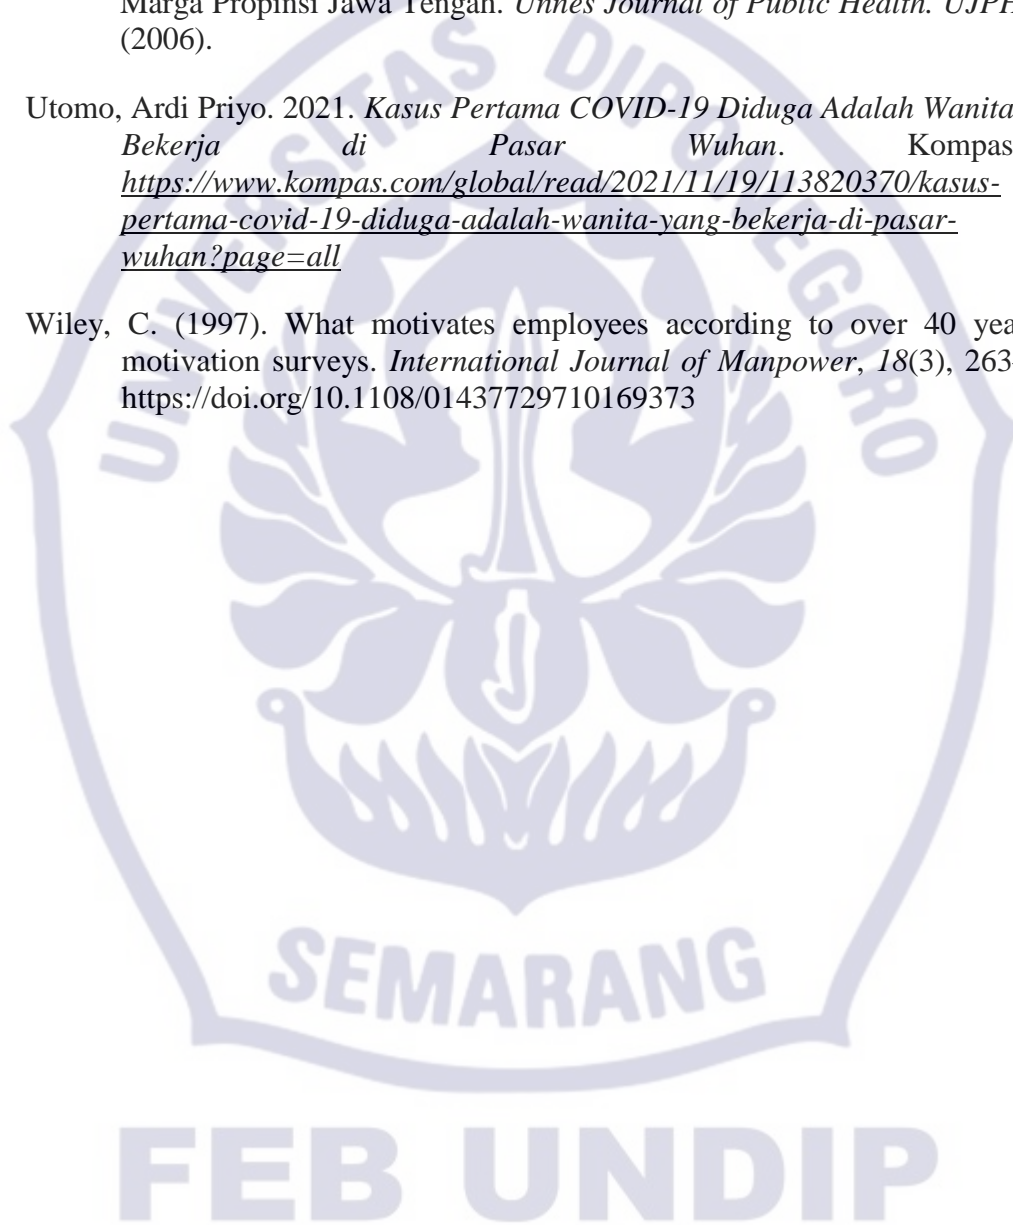 Marga Propinsi Jawa Tengah. Unnes Journal of Public Health. UJPH
(2006).
Utomo, Ardi Priyo. 2021. Kasus Pertama COVID-19 Diduga Adalah Wanita
Bekerja di Pasar Wuhan. Kompas
https://www.kompas.com/global/read/2021/11/19/113820370/kasus-
pertama-covid-19-diduga-adalah-wanita-yang-bekerja-di-pasar-
wuhan?page=all
Wiley, C. (1997). What motivates employees according to over 40 yea
motivation surveys. International Journal of Manpower, 18(3), 263-
https://doi.org/10.1108/01437729710169373
UNIVERSITAS DIPONEGORO
SEMARANG
FEB UNDIP